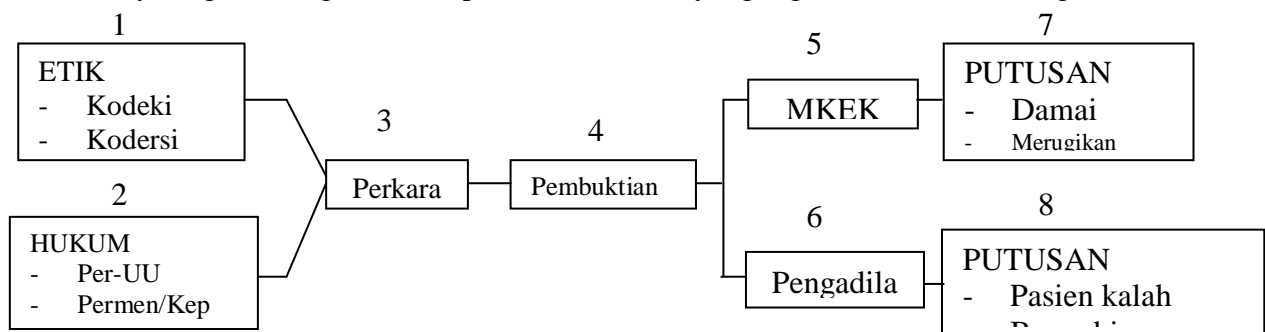 1
ETIK
- Kodeki
- Kodersi
2
HUKUM
- Per-UU
- Permen/Kep
3
Perkara
4
Pembuktian
5
MKEK
6
Pengadila
7
PUTUSAN
- Damai
- Merugikan
8
PUTUSAN
- Pasien kalah